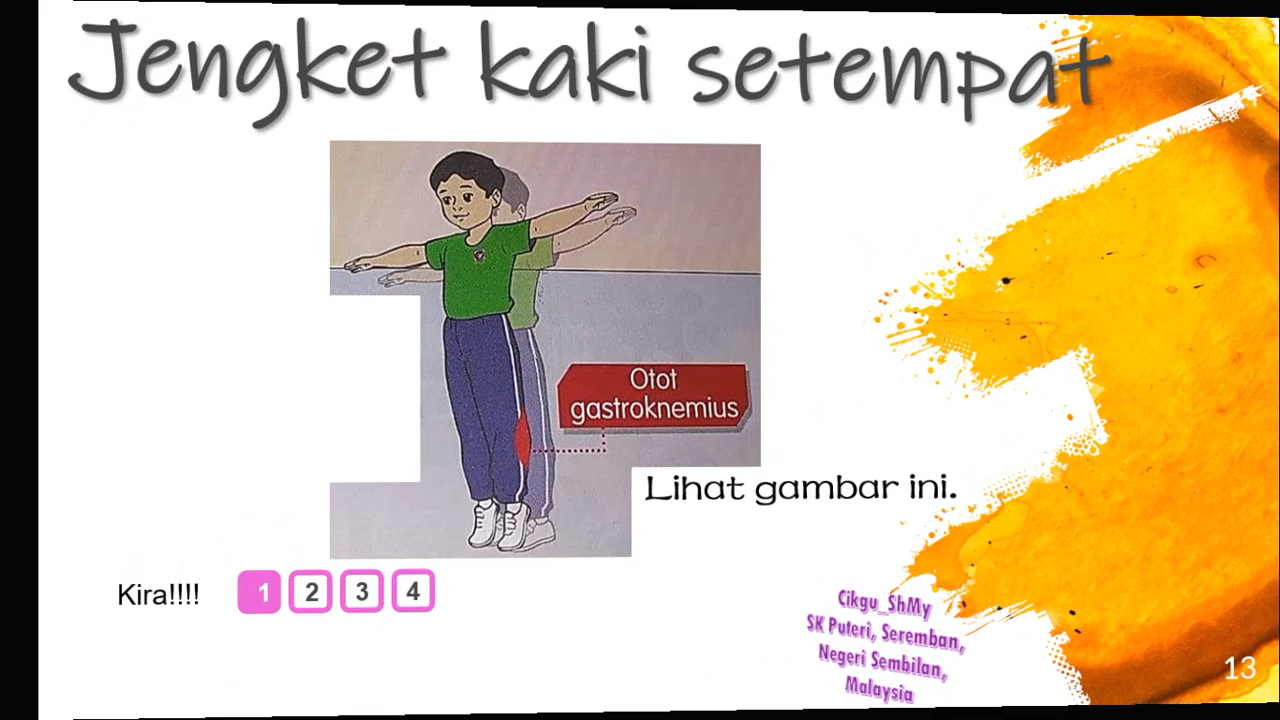 Jengket kaki setempat
Otot
gastroknemius
Lihat gambar ini.
Kira!!!! 1 2 3 4
Cikgu_ShMy
SK Puteri, Seremban,
Negeri Sembilan,
Malaysia
13